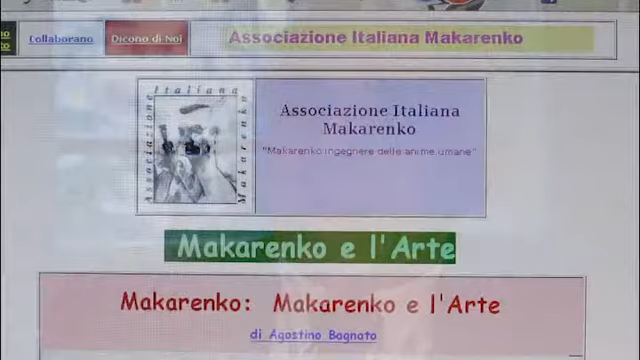 Collaborano Dicono di Noi Associazione Italiana Makarenko
Associazione Italiana Makarenko
Associazione Italiana
Makarenko
"Makarenko ingegnere delle anime umane"
Makarenko e l'Arte
Makarenko: Makarenko e l'Arte
di Agostino Bagnato